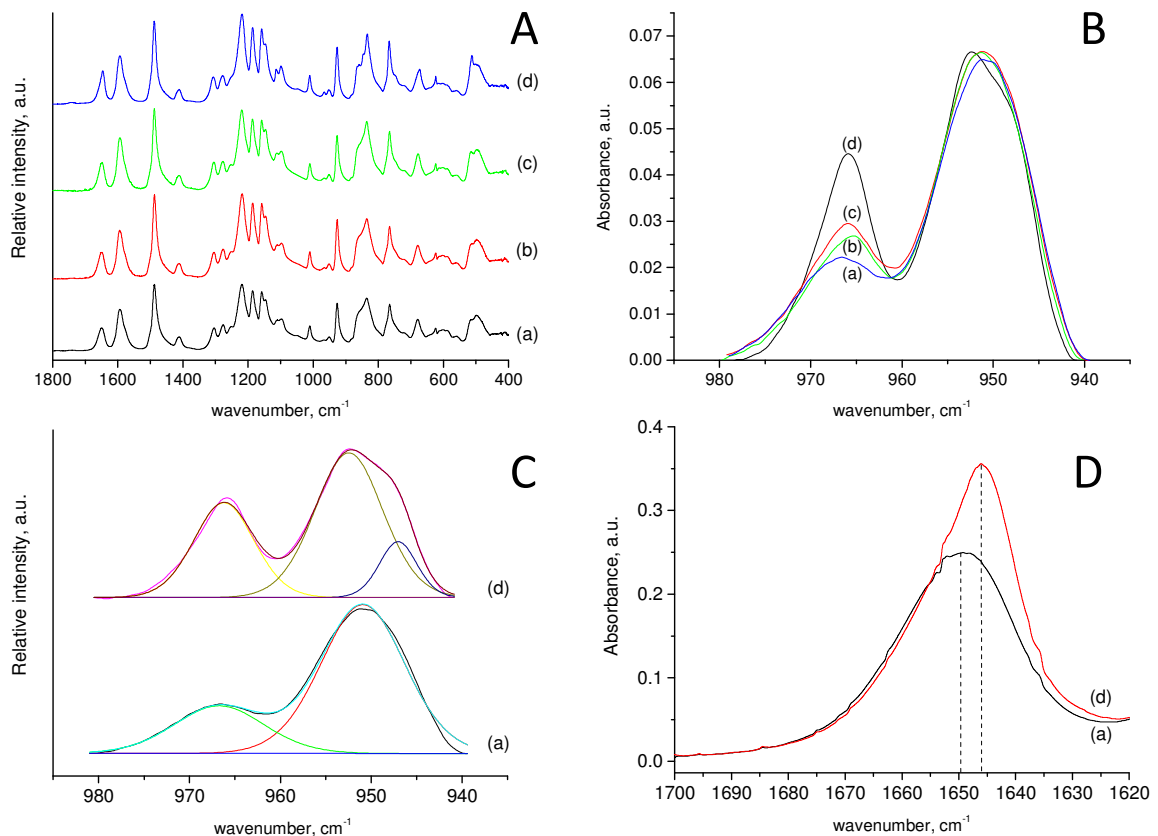 A
(d)
(c)
(b)
(a)
Relative intensity, a.u.
1800 1600 1400 1200 1000 800 600 400
wavenumber, cm-1
B
0.07
0.06
0.05
0.04
0.03
0.02
0.01
0.00
Absorbance, a.u.
(d)
(c)
(b)
(a)
980 970 960 950 940
wavenumber, cm-1
C
Relative intensity, a.u.
(d)
(a)
980 970 960 950 940
wavenumber, cm-1
D
0.4
0.3
0.2
0.1
0.0
Absorbance, a.u.
(d)
(a)
1700 1690 1680 1670 1660 1650 1640 1630 1620
wavenumber, cm-1